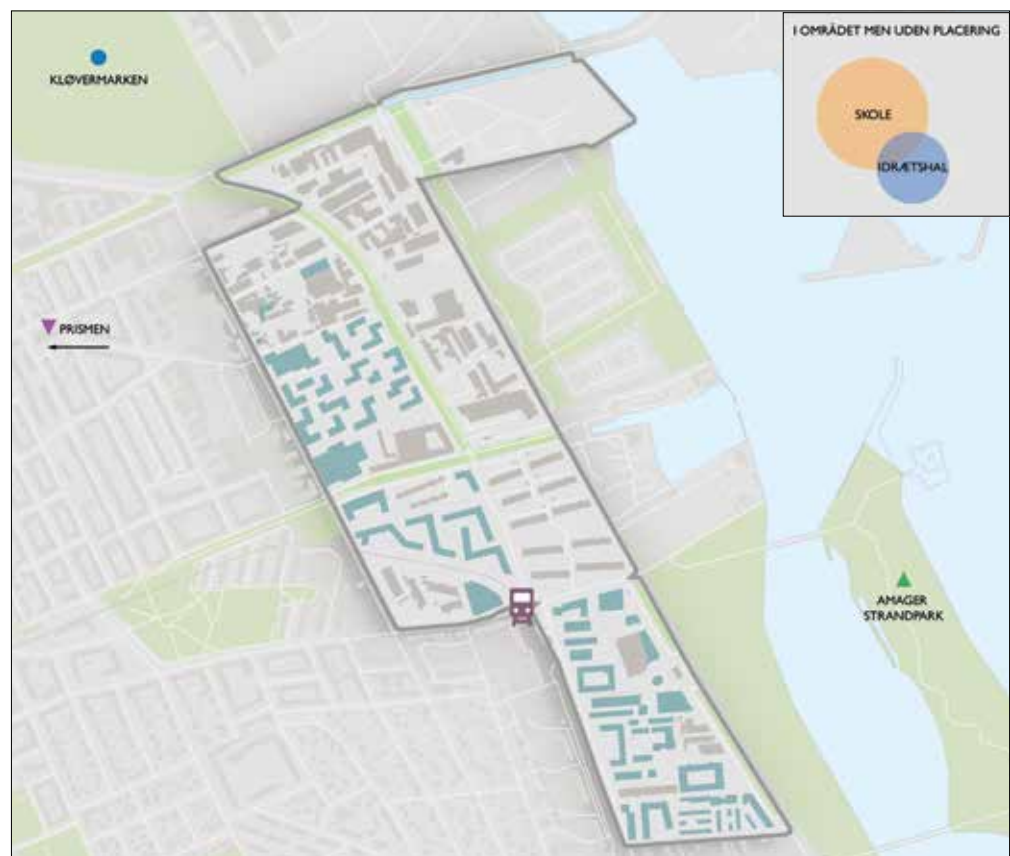 I OMRÅDET MEN UDEN PLACERING
SKOLE
IDRÆTSHAL
KLØVERMARKEN
PRISMEN
AMAGER
STRANDPARK